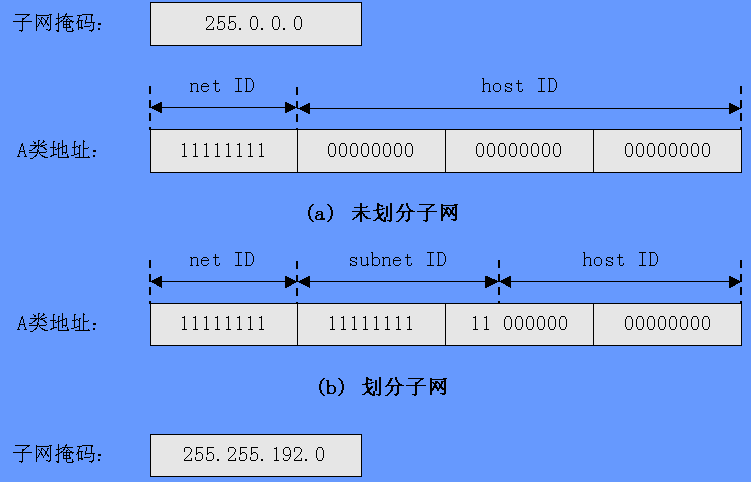 子网掩码： 255.0.0.0
net ID host ID
A类地址： 11111111 00000000 00000000 00000000
(a) 未划分子网
net ID subnet ID host ID
A类地址： 11111111 11111111 11 000000 00000000
(b) 划分子网
子网掩码： 255.255.192.0